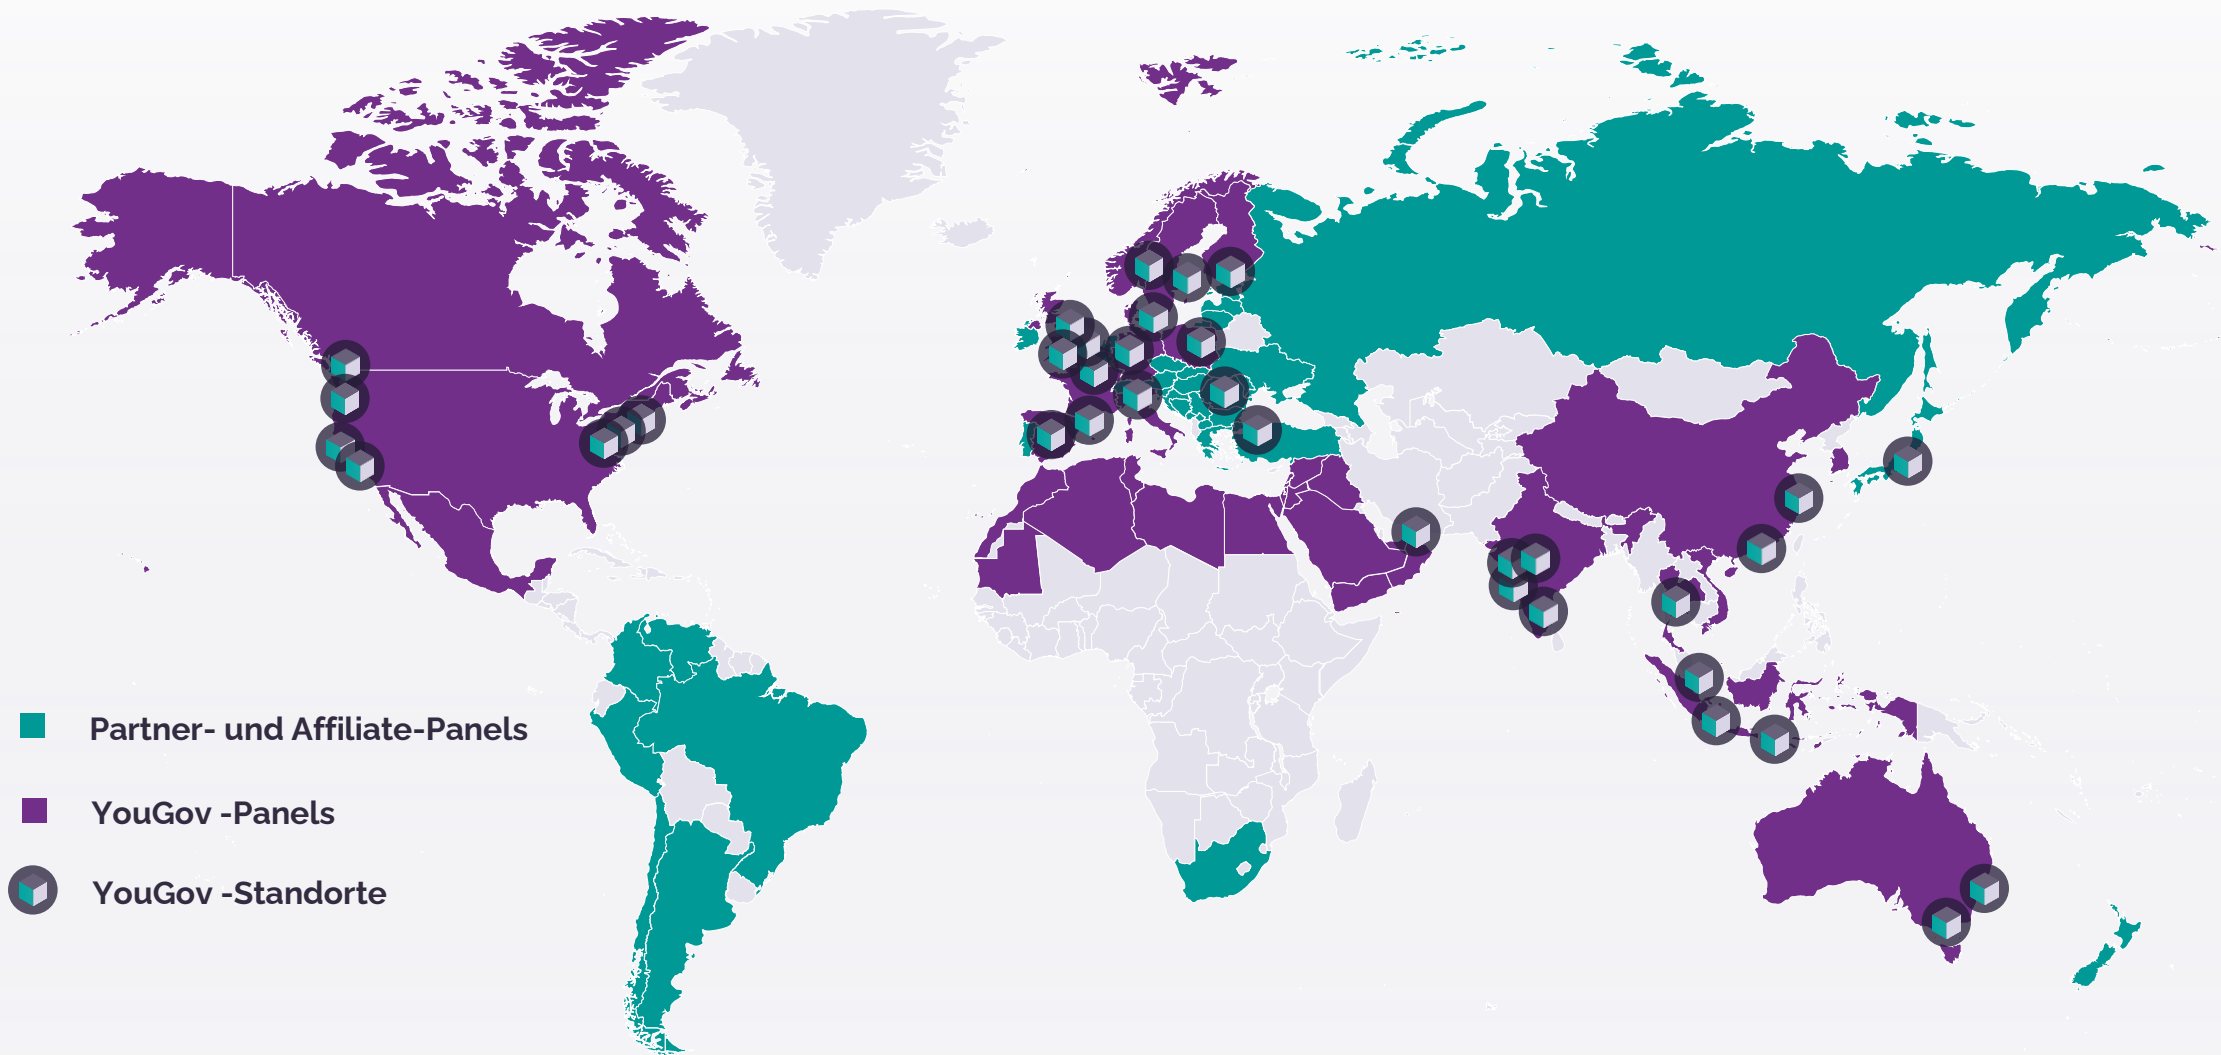 Partner- und Affiliate-Panels
YouGov -Panels
YouGov -Standorte